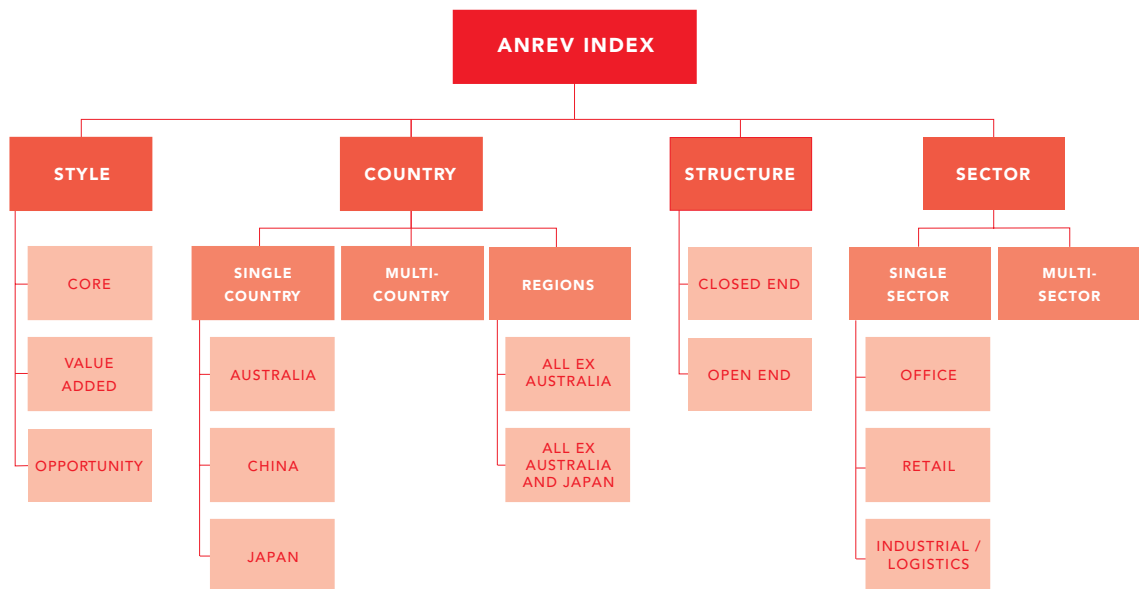 ANREV INDEX
STYLE
COUNTRY
STRUCTURE
SECTOR
CORE
VALUE
ADDED
OPPORTUNITY
SINGLE
COUNTRY
MULTI-
COUNTRY
REGIONS
AUSTRALIA
CHINA
JAPAN
ALL EX
AUSTRALIA
ALL EX
AUSTRALIA
AND JAPAN
CLOSED END
OPEN END
SINGLE
SECTOR
MULTI-
SECTOR
OFFICE
RETAIL
INDUSTRIAL /
LOGISTICS